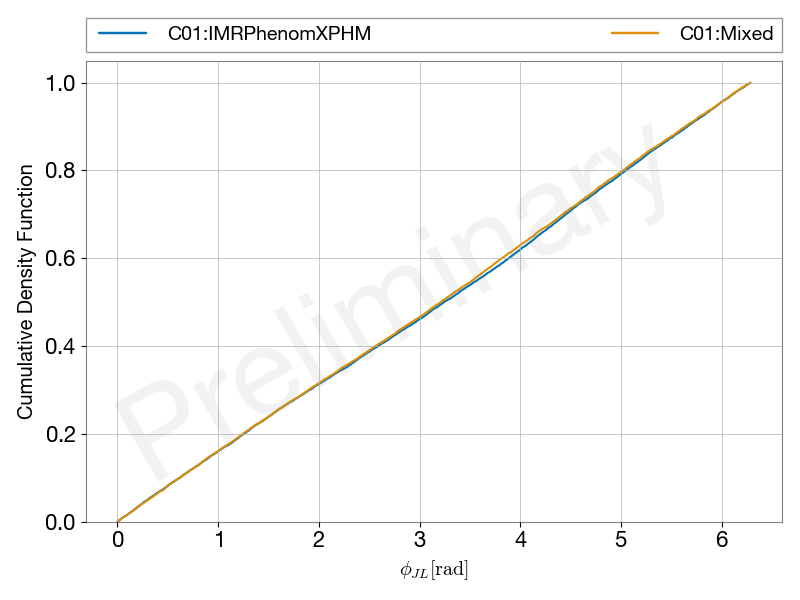 C01:IMRPhenomXPHM C01:Mixed
1.0
0.8
0.6
0.4
0.2
0.0
Cumulative Density Function
Preliminary
0 1 2 3 4 5 6
ϕJL[rad]